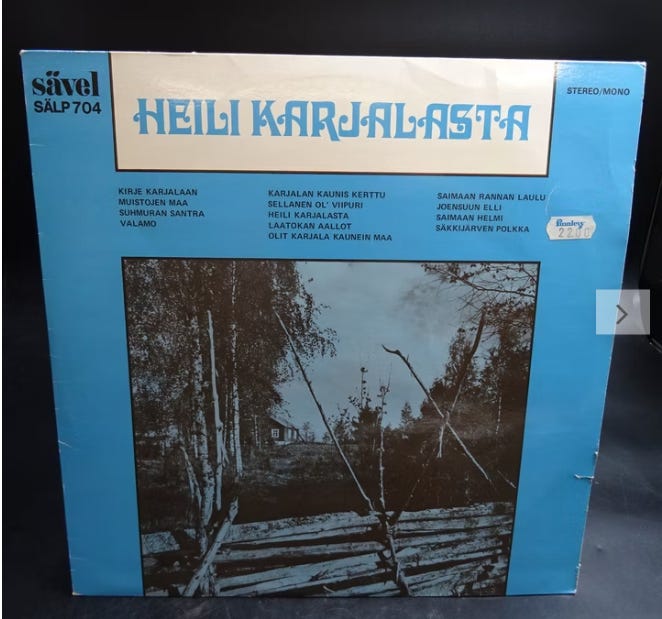 sävel
SÄLP 704
HEILI KARJALASTA
STEREO/MONO
KIRJE KARJALAAN
MUISTOJEN MAA
SUHMURAN SANTRA
VALAMO
KARJALAN KAUNIS KERTTU
SELLANEN OL' VIIPURI
HEILI KARJALASTA
LAATOKAN AALLOT
OLIT KARJALA KAUNEIN MAA
SAIMAAN RANNAN LAULU
JOENSUUN ELLI
SAIMAAN HELMI
SÄKKIJÄRVEN POLKKA
2200